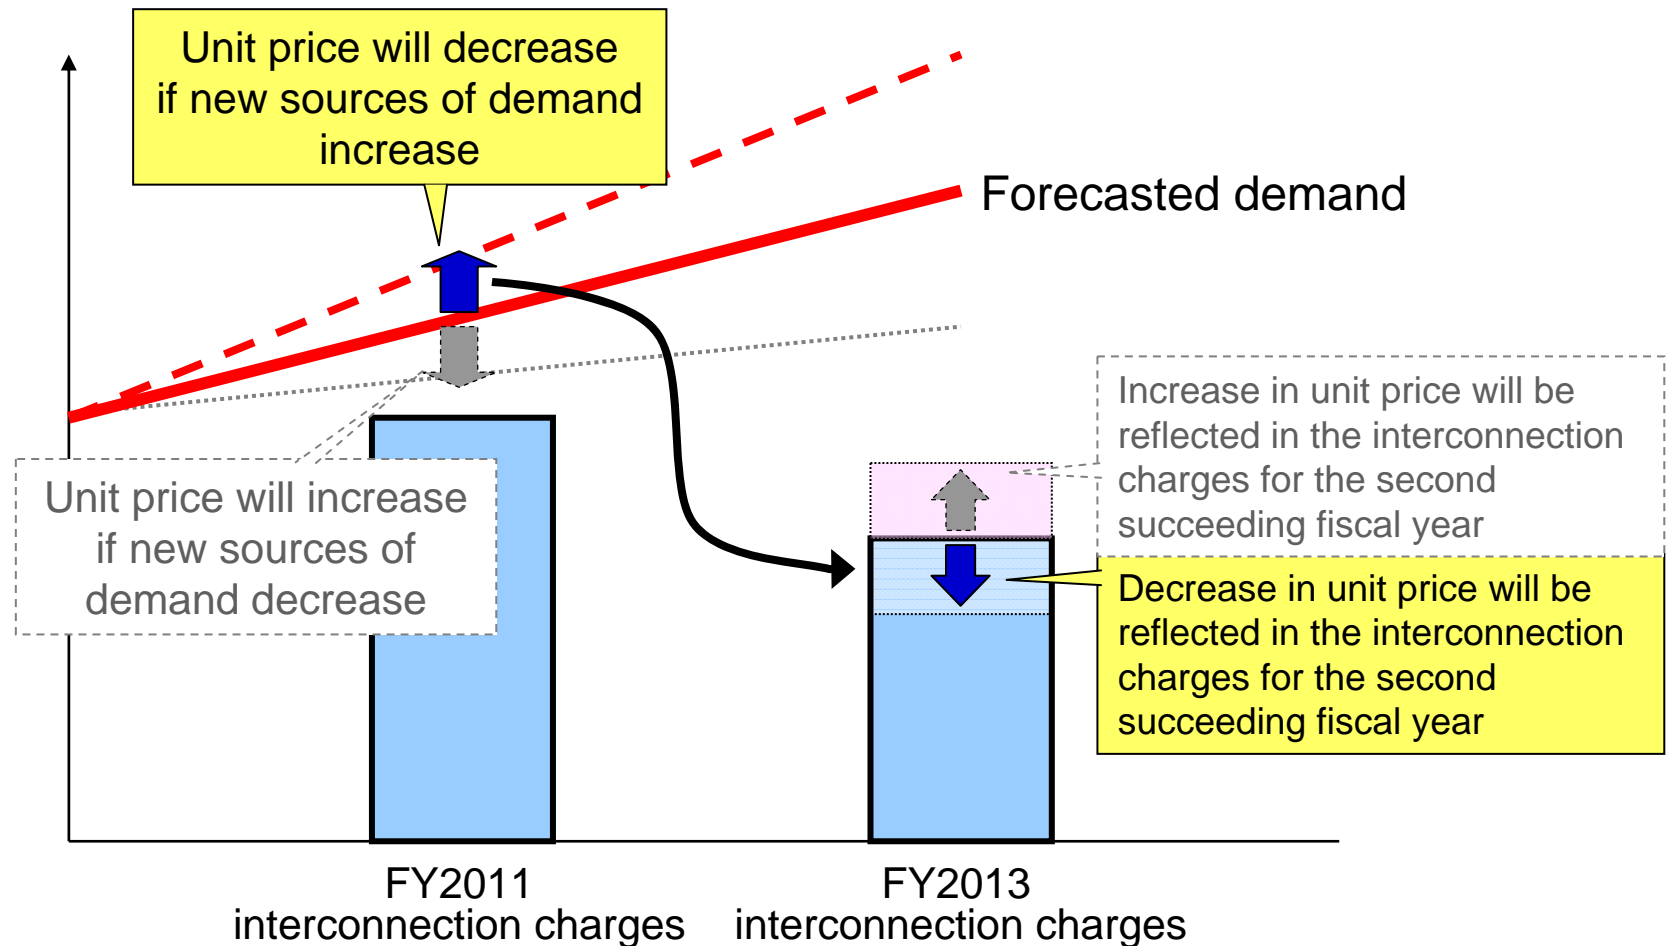 Unit price will decrease
if new sources of demand
increase
Forecasted demand
Unit price will increase
if new sources of
demand decrease
Increase in unit price will be
reflected in the interconnection
charges for the second
succeeding fiscal year
Decrease in unit price will be
reflected in the interconnection
charges for the second
succeeding fiscal year
FY2011
interconnection charges
FY2013
interconnection charges